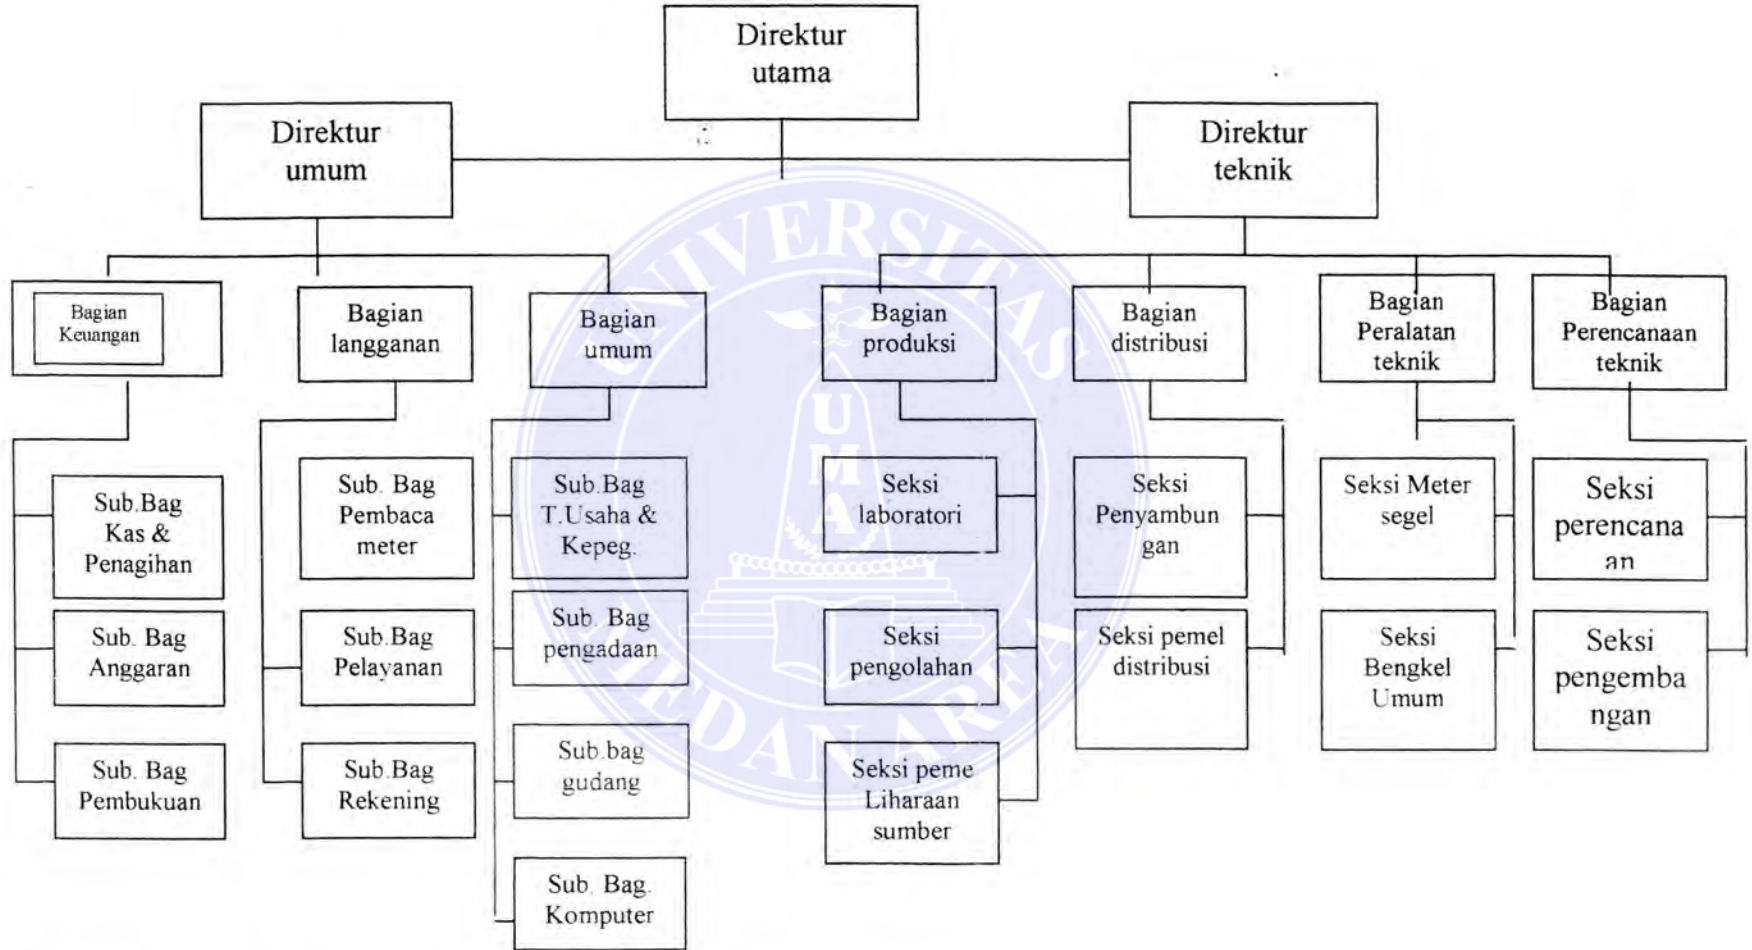 Direktur
utama
Direktur
umum
Direktur
teknik
Bagian
Keuangan
Bagian
langganan
Bagian
umum
Bagian
produksi
Bagian
distribusi
Bagian
Peralatan
teknik
Bagian
Perencanaan
teknik
Sub.Bag
Kas &
Penagihan
Sub. Bag
Anggaran
Sub. Bag
Pembukuan
Sub. Bag
Pembaca
meter
Sub.Bag
Pelayanan
Sub.Bag
Rekening
Sub.Bag
T.Usaha &
Kepeg.
Sub. Bag
pengadaan
Sub.bag
gudang
Sub. Bag.
Komputer
Seksi
laboratori
Seksi
pengolahan
Seksi peme
Liharaan
sumber
Seksi
Penyambun
gan
Seksi pemel
distribusi
Seksi Meter
segel
Seksi
Bengkel
Umum
Seksi
perencana
an
Seksi
pengemba
ngan
UNIVERSITAS
MEDAN AREA
UMA